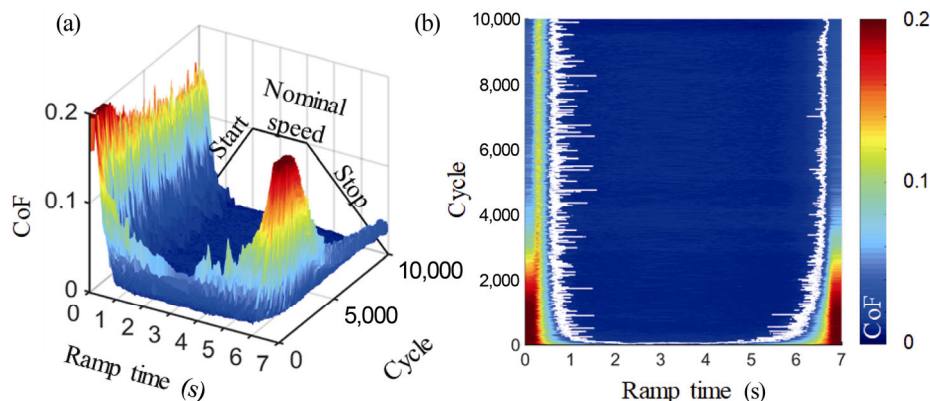 (a)
0.2
0.1
0
CoF
Start
Nominal
speed
Stop
0 1 2 3 4 5 6 7
Ramp time (s)
0
5,000
10,000
Cycle
(b)
10,000
8,000
6,000
4,000
2,000
0
Cycle
0 1 2 3 4 5 6 7
Ramp time (s)
CoF
0.2
0.1
0